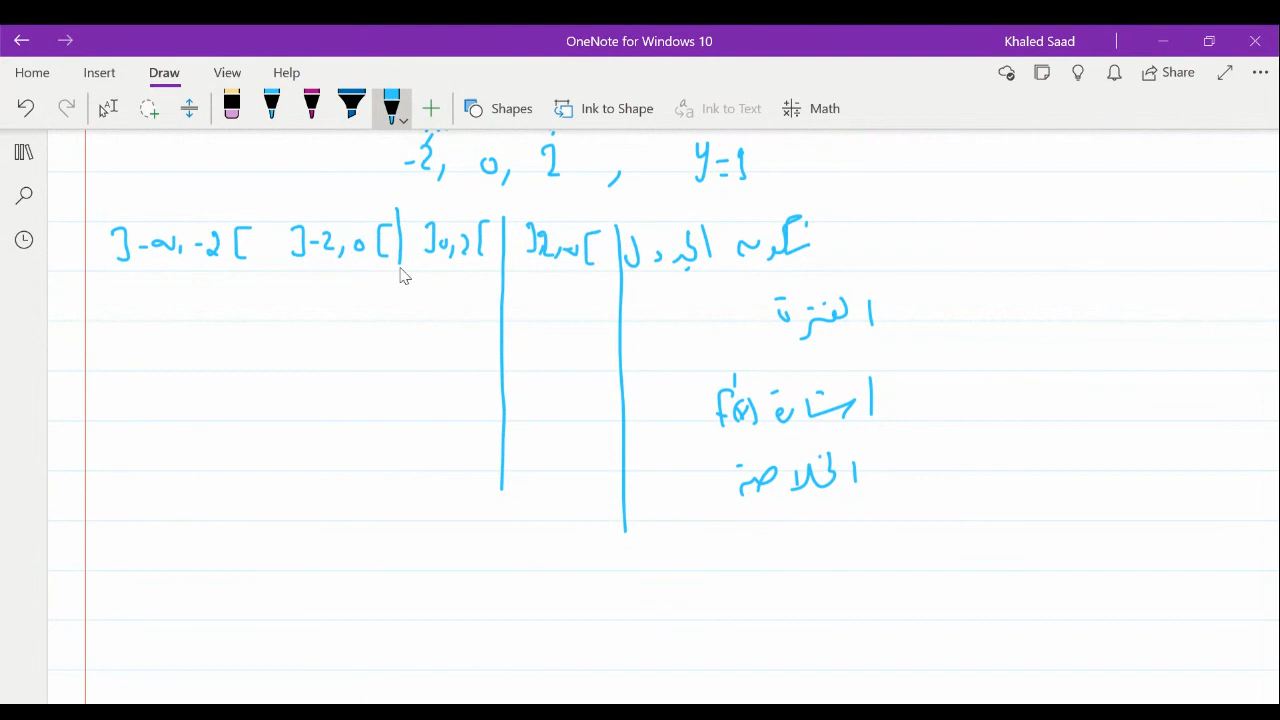 OneNote for Windows 10
Khaled Saad
Home Insert Draw View Help
Share
Shapes Ink to Shape Ink to Text Math
-2, 0, 2, y=1
نكون الجدول ]2,∞[ ]0,2[ ]-2,0[ ]-∞,-2[
الفترة
اشارة f'(x)
الخلاصة